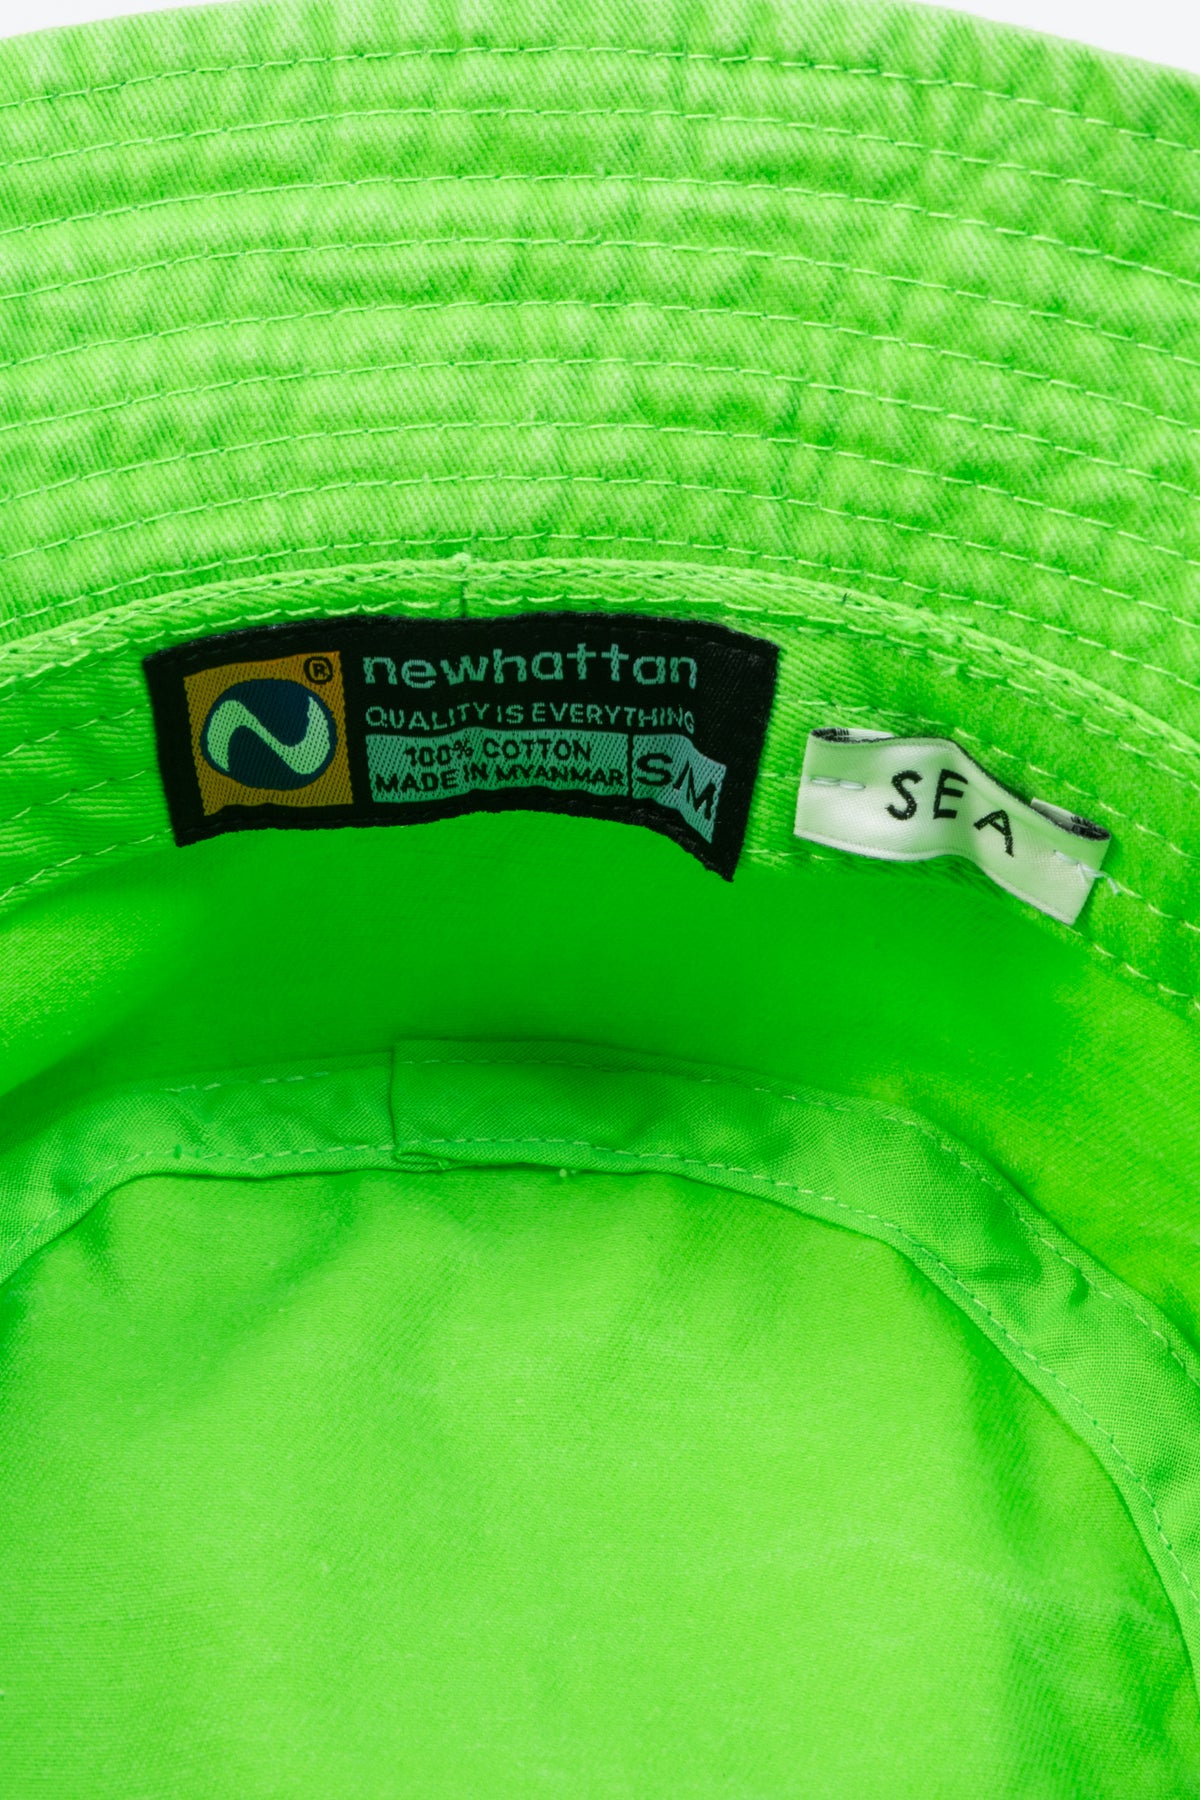 ®
newhattan
QUALITY IS EVERYTHING
100% COTTON
MADE IN MYANMAR
S/M
SEA